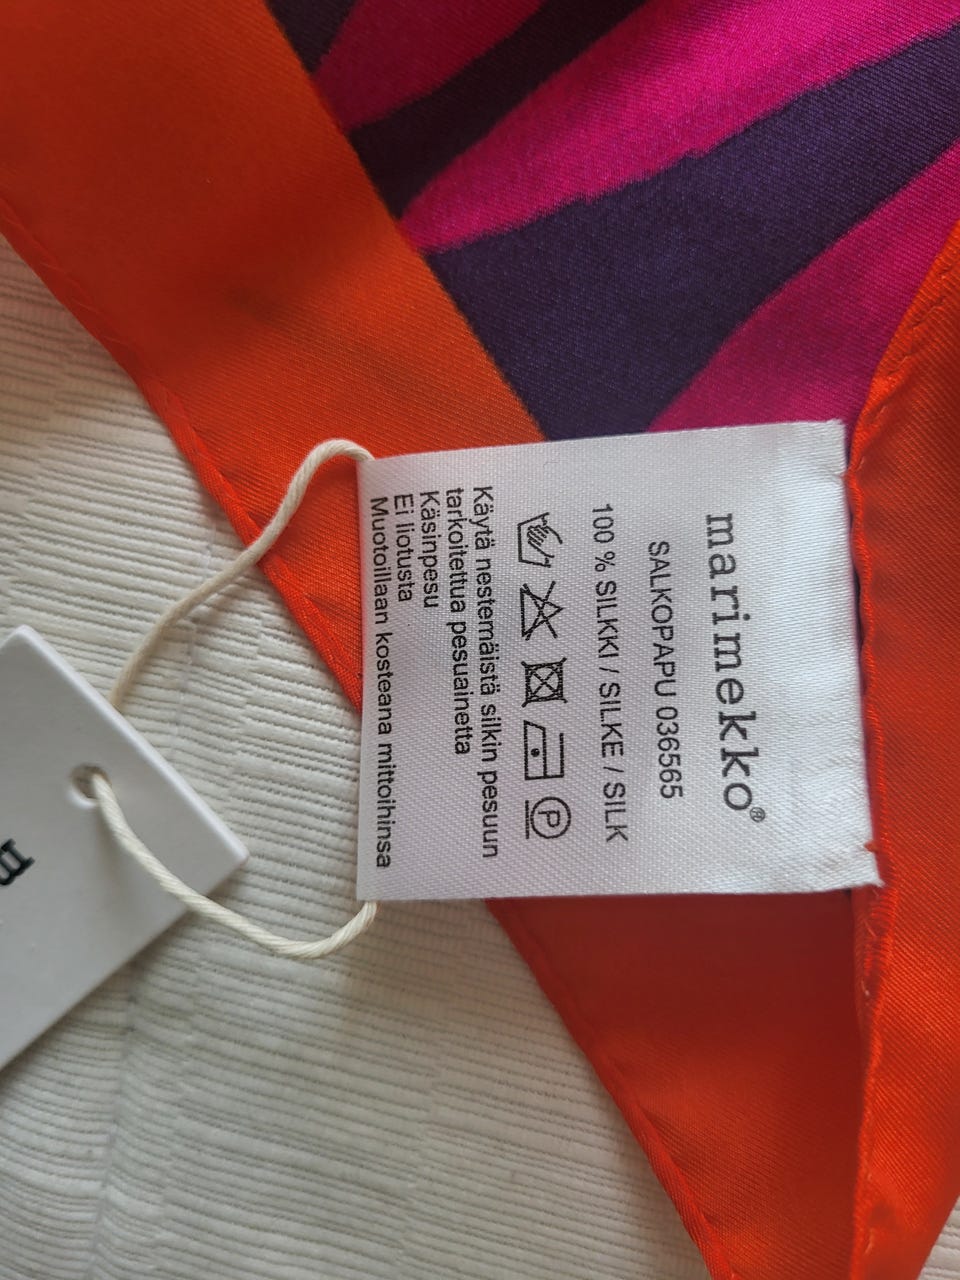 marimekko®
SALKOPAPU 036565
100 % SILKKI / SILKE / SILK
P
Käytä nestemäistä silkin pesuun
tarkoitettua pesuainetta
Käsinpesu
Ei liotusta
Muotoillaan kosteana mittoihinsa
m